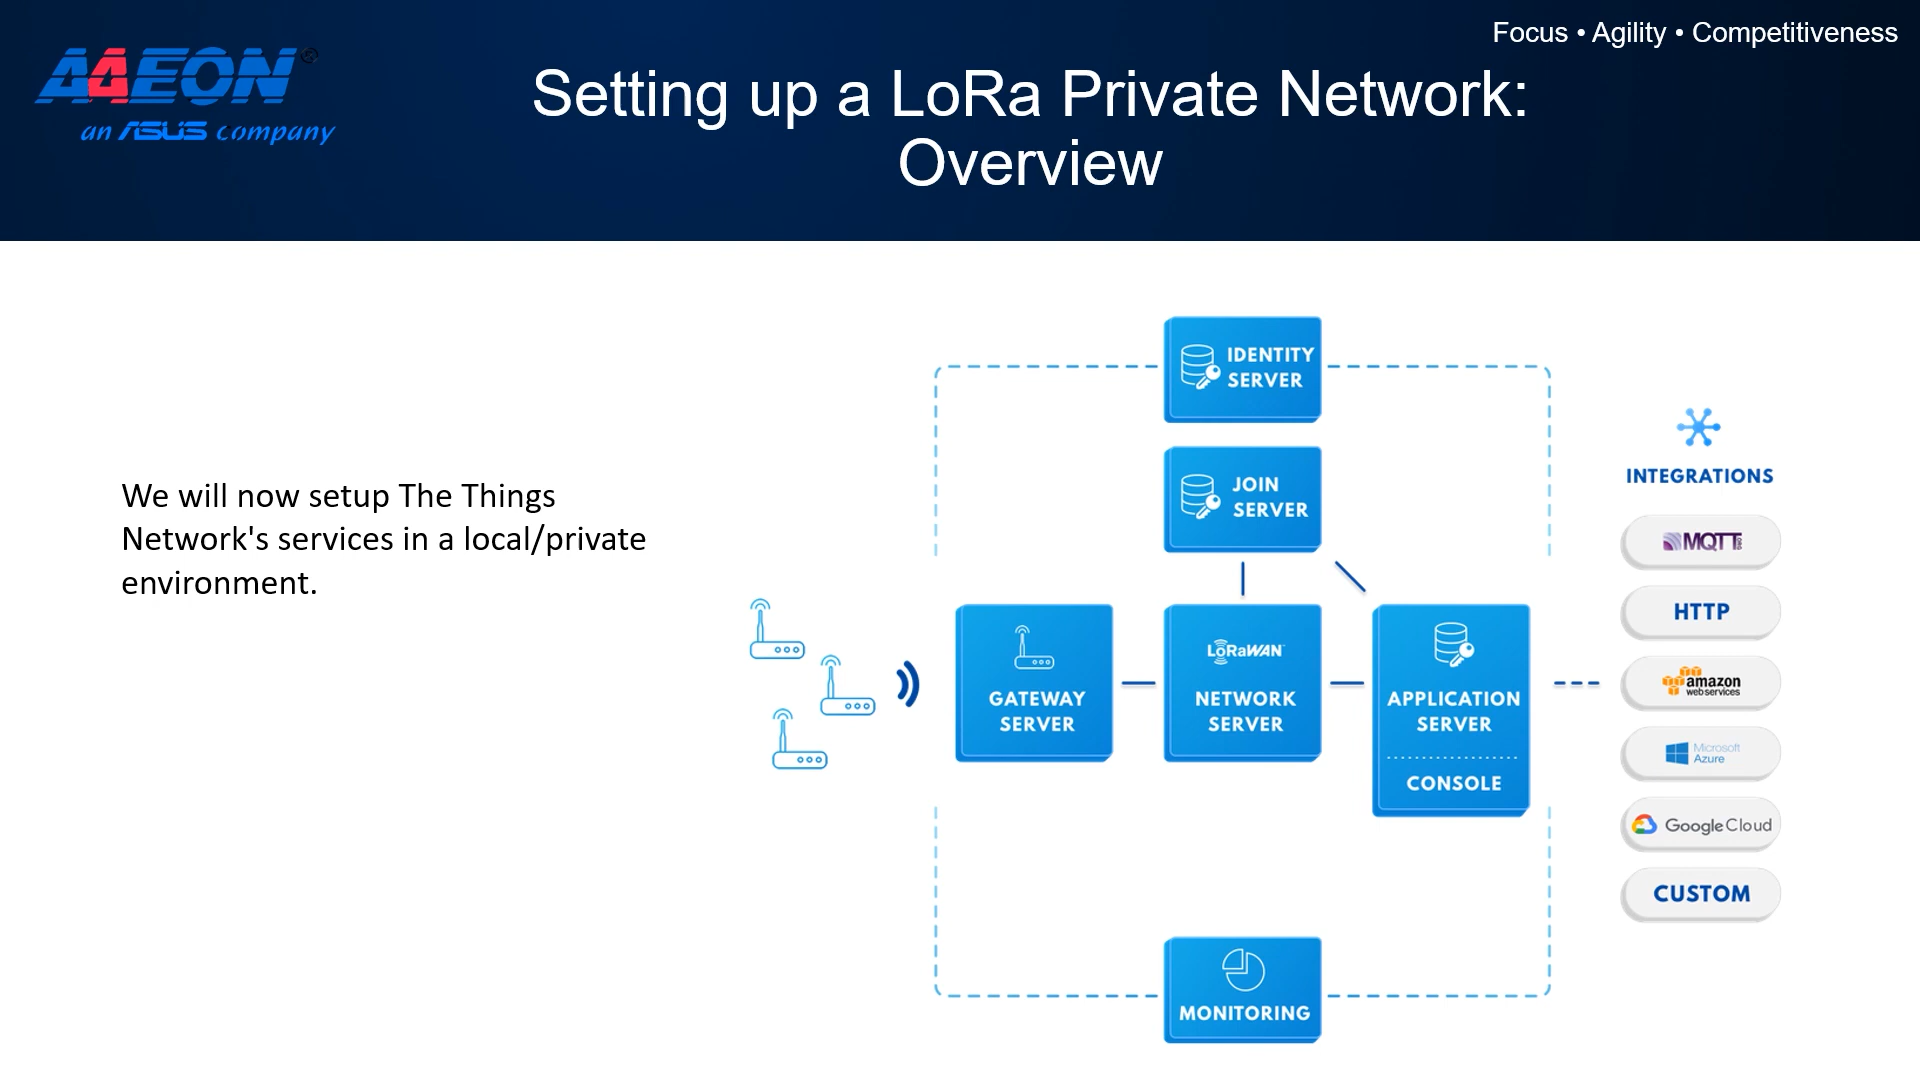 Focus • Agility • Competitiveness
AAEON
an ASUS company
Setting up a LoRa Private Network:
Overview
We will now setup The Things
Network's services in a local/private
environment.
IDENTITY
SERVER
JOIN
SERVER
GATEWAY
SERVER
LoRaWAN
NETWORK
SERVER
APPLICATION
SERVER
CONSOLE
MONITORING
INTEGRATIONS
MQTT.ORG
HTTP
amazon
webservices
Microsoft
Azure
Google Cloud
CUSTOM